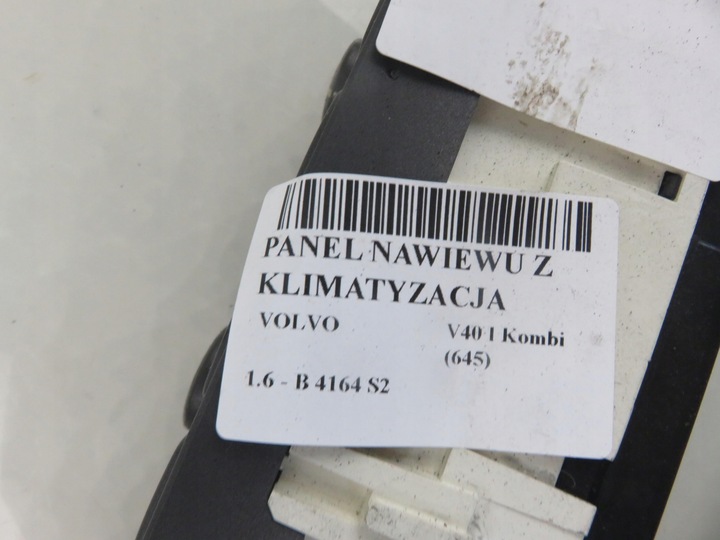 PANEL NAWIEWU Z
KLIMATYZACJA
VOLVO V40 I Kombi
(645)
1.6 - B 4164 S2